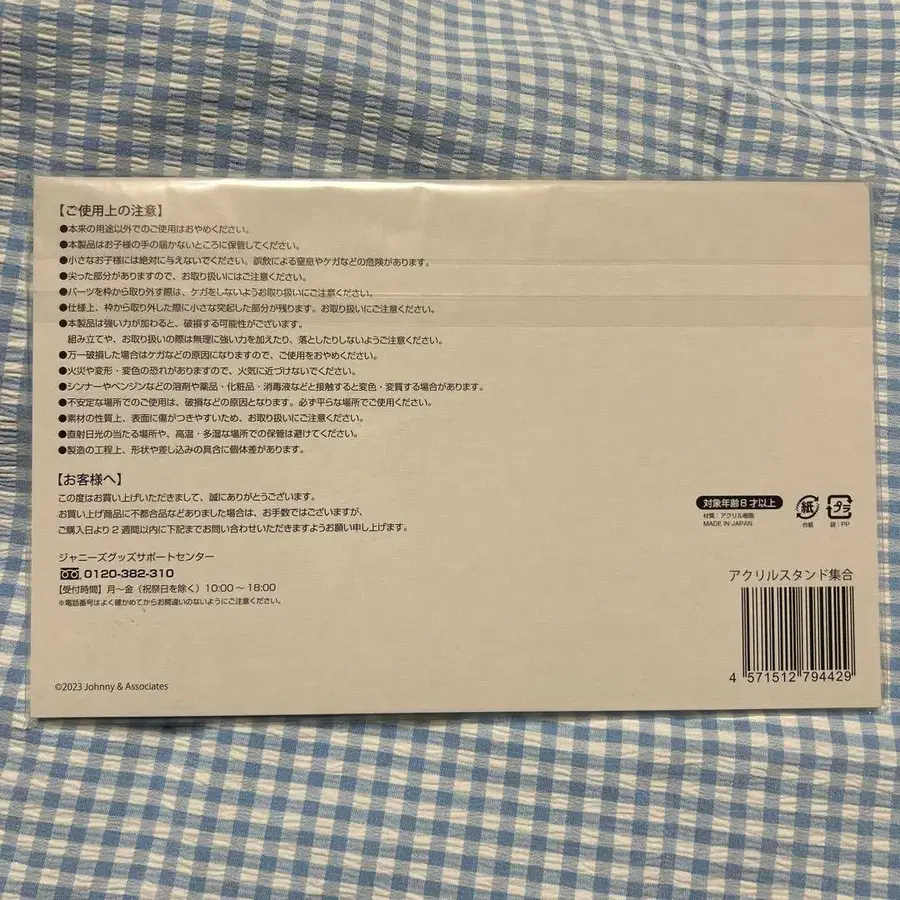 【ご使用上の注意】
●本来の用途以外でのご使用はおやめください。
●本製品はお子様の手の届かないところに保管してください。
●小さなお子様には絶対に与えないでください。誤飲による窒息やケガなどの危険があります。
●尖った部分がありますので、お取り扱いにはご注意ください。
●パーツを枠から取り外す際は、ケガをしないようお取り扱いにご注意ください。
●仕様上、枠から取り外した際に小さな突起した部分が残ります。お取り扱いにご注意ください。
●本製品は強い力が加わると、破損する可能性がございます。
組み立てや、お取り扱いの際は無理に強い力を加えたり、落としたりしないようご注意ください。
●万一破損した場合はケガなどの原因になりますので、ご使用をおやめください。
●火災や変形・変色の恐れがありますので、火気に近づけないでください。
●シンナーやベンジンなどの溶剤や薬品・化粧品・消毒液などと接触すると変色・変質する場合があります。
●不安定な場所でのご使用は、破損などの原因となります。必ず平らな場所でご使用ください。
●素材の性質上、表面に傷がつきやすいため、お取り扱いにご注意ください。
●直射日光の当たる場所や、高温・多湿な場所での保管は避けてください。
●製造の工程上、形状や差し込みの具合に個体差があります。
【お客様へ】
この度はお買い上げいただきまして、誠にありがとうございます。
お買い上げ商品に不都合品などありました場合は、お手数ではございますが、
ご購入日より2週間以内に下記までお問い合わせいただきますようお願い申し上げます。
ジャニーズグッズサポートセンター
0120-382-310
【受付時間】月～金（祝祭日を除く）10:00～18:00
※電話番号はよく確かめてからお間違いのないようにご注意ください。
©2023 Johnny & Associates
対象年齢6才以上
材質：アクリル樹脂
MADE IN JAPAN
紙
台紙
プラ
袋：PP
アクリルスタンド集合
4 571512 794429